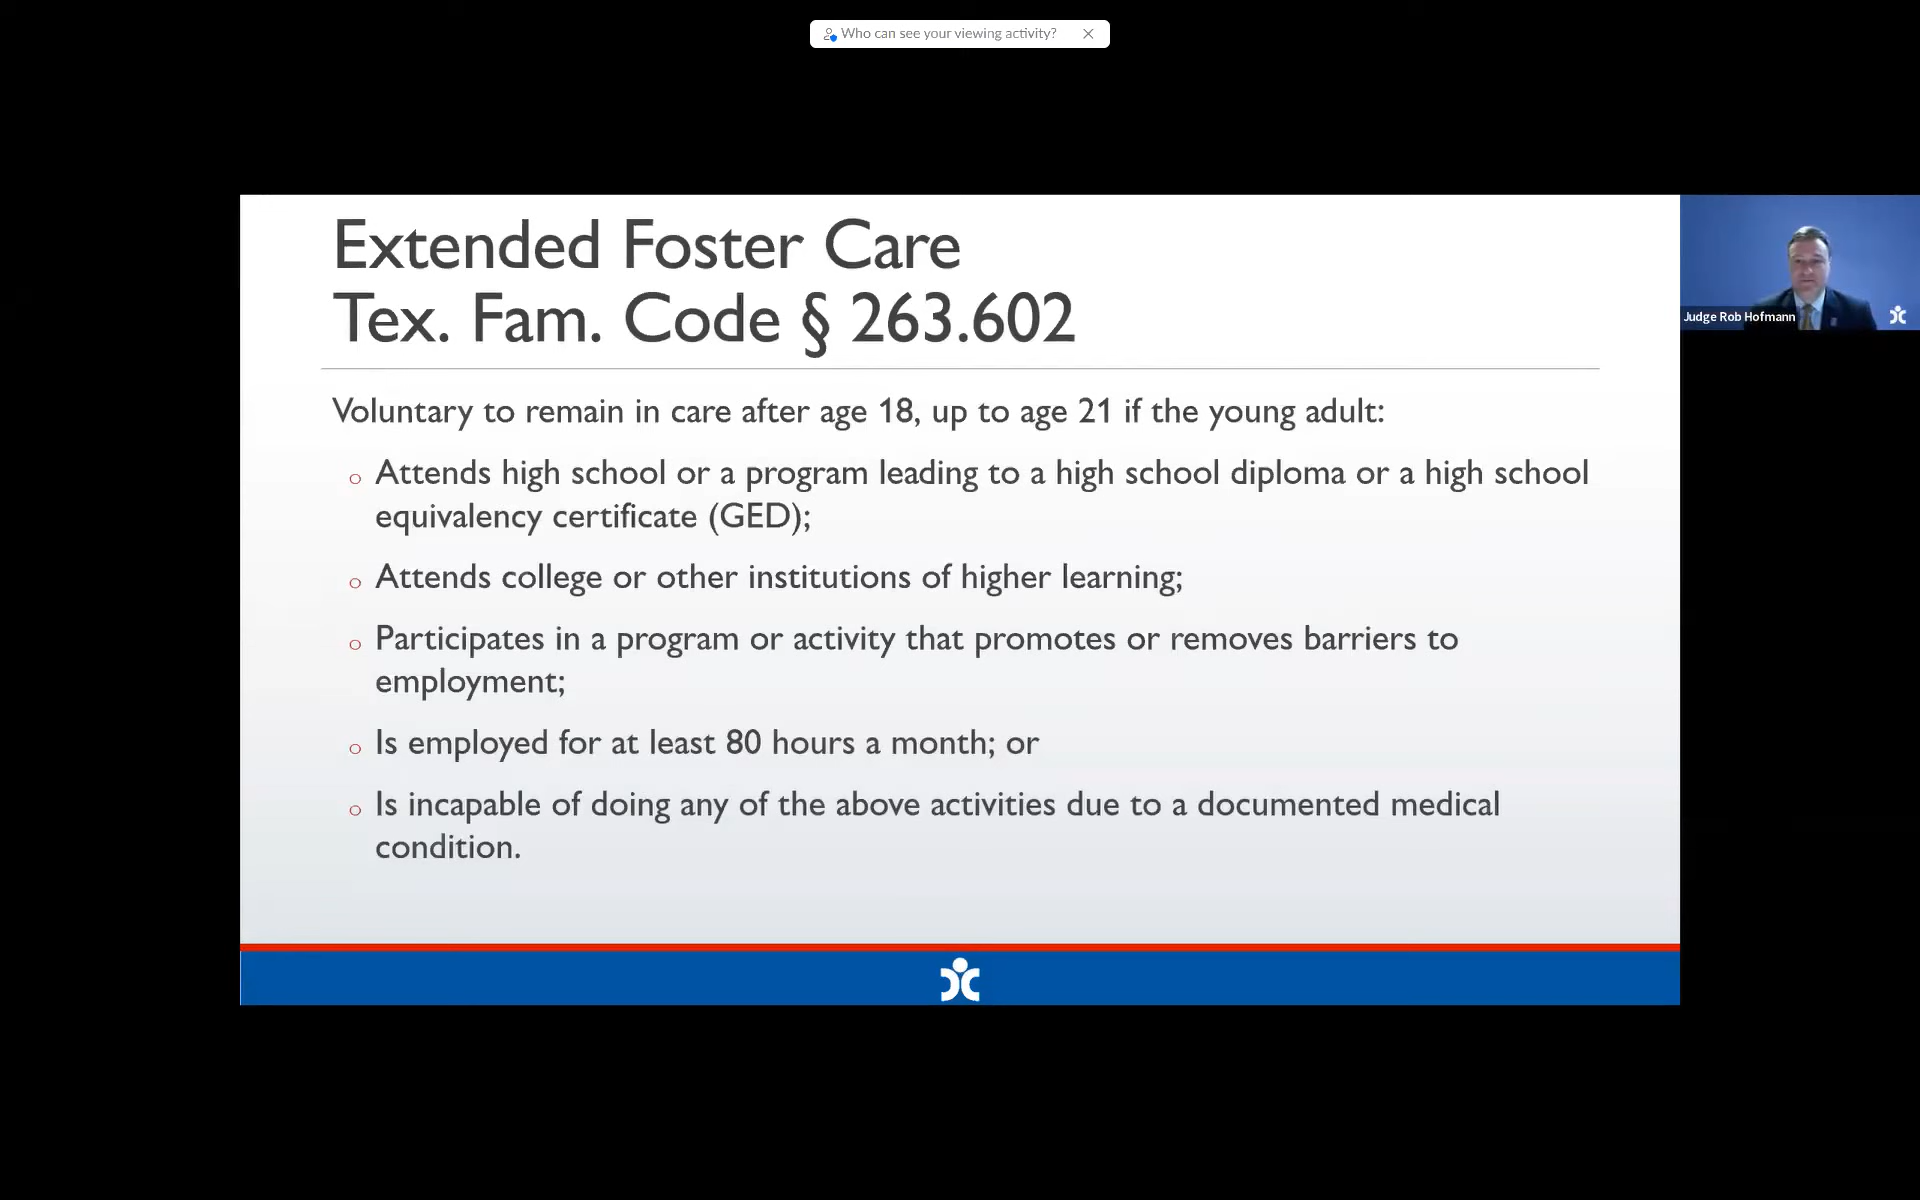 Who can see your viewing activity?
Extended Foster Care
Tex. Fam. Code § 263.602
Judge Rob Hofmann
Voluntary to remain in care after age 18, up to age 21 if the young adult:
Attends high school or a program leading to a high school diploma or a high school
equivalency certificate (GED);
Attends college or other institutions of higher learning;
Participates in a program or activity that promotes or removes barriers to
employment;
Is employed for at least 80 hours a month; or
Is incapable of doing any of the above activities due to a documented medical
condition.